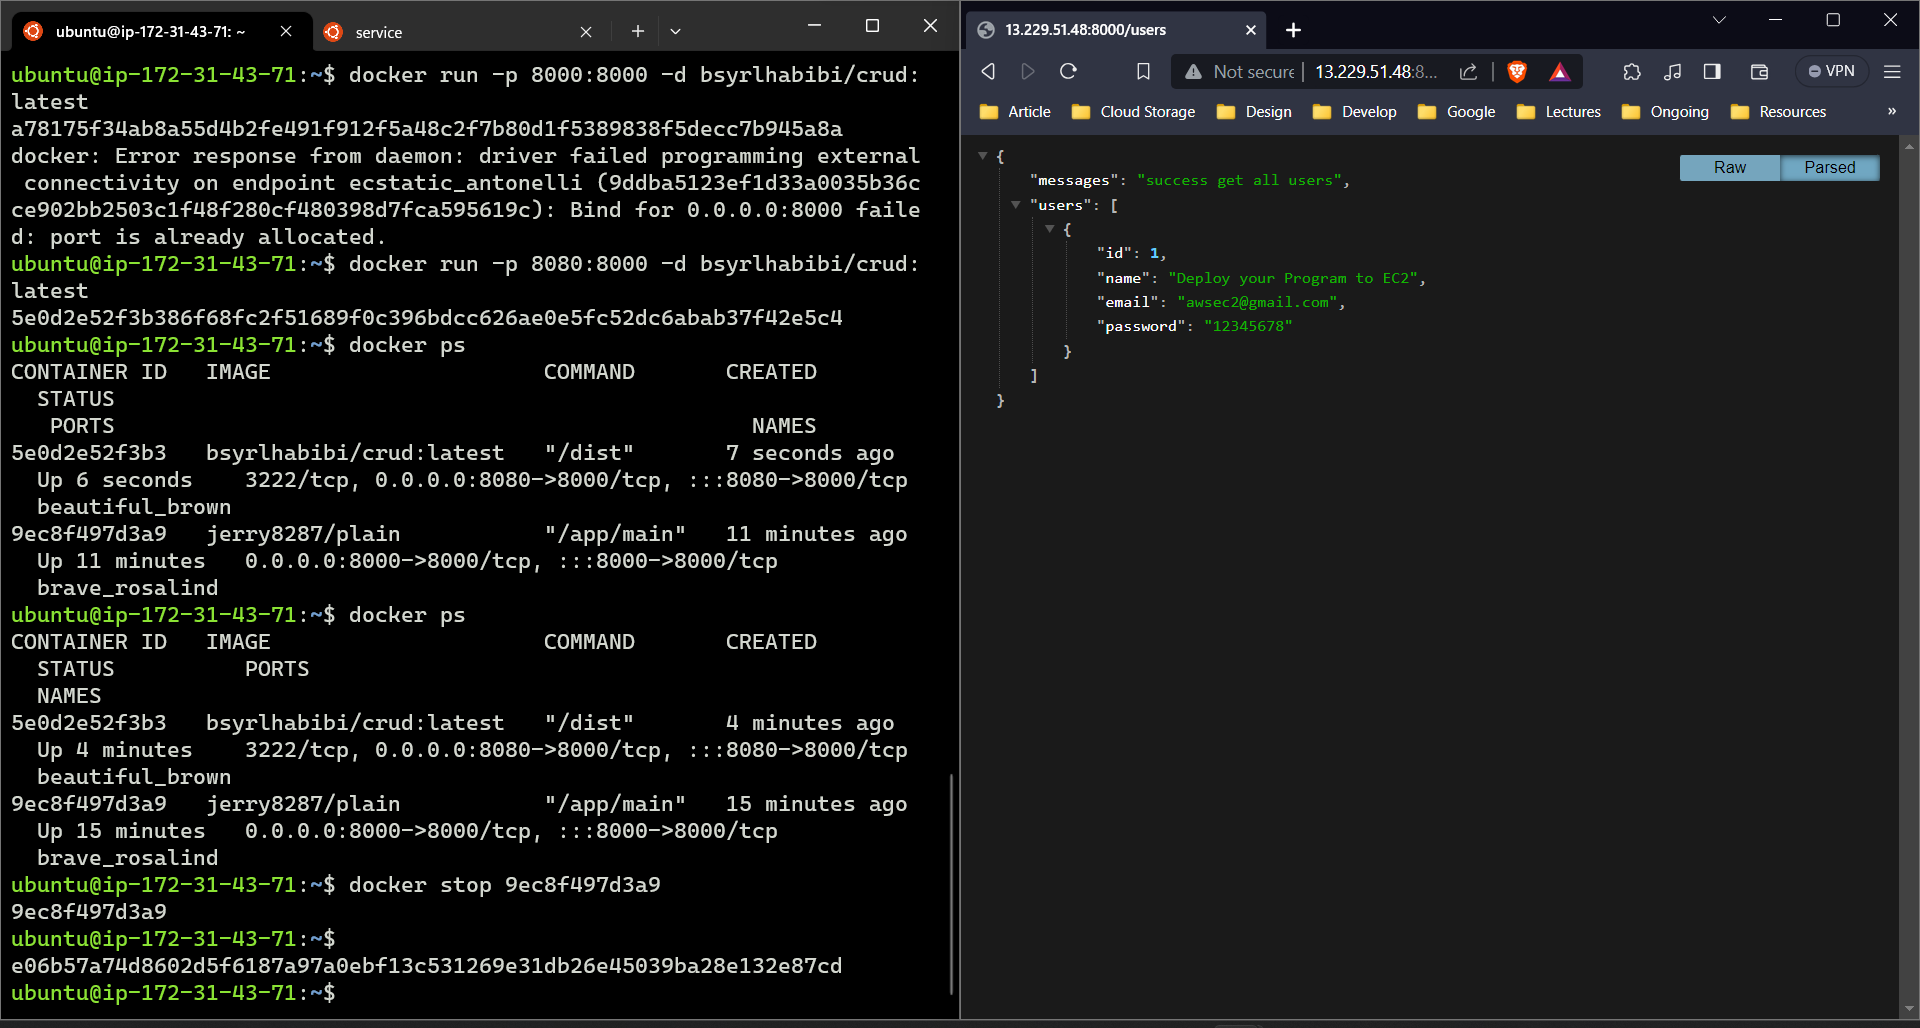 ubuntu@ip-172-31-43-71: ~
service
ubuntu@ip-172-31-43-71:~$ docker run -p 8000:8000 -d bsyrlhabibi/crud:
latest
a78175f34ab8a55d4b2fe491f912f5a48c2f7b80d1f5389838f5decc7b945a8a
docker: Error response from daemon: driver failed programming external
connectivity on endpoint ecstatic_antonelli (9ddba5123ef1d33a0035b36c
ce902bb2503c1f48f280cf480398d7fca595619c): Bind for 0.0.0.0:8000 faile
d: port is already allocated.
ubuntu@ip-172-31-43-71:~$ docker run -p 8080:8000 -d bsyrlhabibi/crud:
latest
5e0d2e52f3b386f68fc2f51689f0c396bdcc626ae0e5fc52dc6abab37f42e5c4
ubuntu@ip-172-31-43-71:~$ docker ps
CONTAINER ID   IMAGE                     COMMAND       CREATED
STATUS
PORTS                                                 NAMES
5e0d2e52f3b3   bsyrlhabibi/crud:latest   "/dist"       7 seconds ago
Up 6 seconds    3222/tcp, 0.0.0.0:8080->8000/tcp, :::8080->8000/tcp
beautiful_brown
9ec8f497d3a9   jerry8287/plain           "/app/main"   11 minutes ago
Up 11 minutes   0.0.0.0:8000->8000/tcp, :::8000->8000/tcp
brave_rosalind
ubuntu@ip-172-31-43-71:~$ docker ps
CONTAINER ID   IMAGE                     COMMAND       CREATED
STATUS          PORTS
NAMES
5e0d2e52f3b3   bsyrlhabibi/crud:latest   "/dist"       4 minutes ago
Up 4 minutes    3222/tcp, 0.0.0.0:8080->8000/tcp, :::8080->8000/tcp
beautiful_brown
9ec8f497d3a9   jerry8287/plain           "/app/main"   15 minutes ago
Up 15 minutes   0.0.0.0:8000->8000/tcp, :::8000->8000/tcp
brave_rosalind
ubuntu@ip-172-31-43-71:~$ docker stop 9ec8f497d3a9
9ec8f497d3a9
ubuntu@ip-172-31-43-71:~$
e06b57a74d8602d5f6187a97a0ebf13c531269e31db26e45039ba28e132e87cd
ubuntu@ip-172-31-43-71:~$
13.229.51.48:8000/users
Not secure 13.229.51.48:8... VPN
Article Cloud Storage Design Develop Google Lectures Ongoing Resources »
Raw Parsed
{
"messages": "success get all users",
"users": [
{
"id": 1,
"name": "Deploy your Program to EC2",
"email": "awsec2@gmail.com",
"password": "12345678"
}
]
}